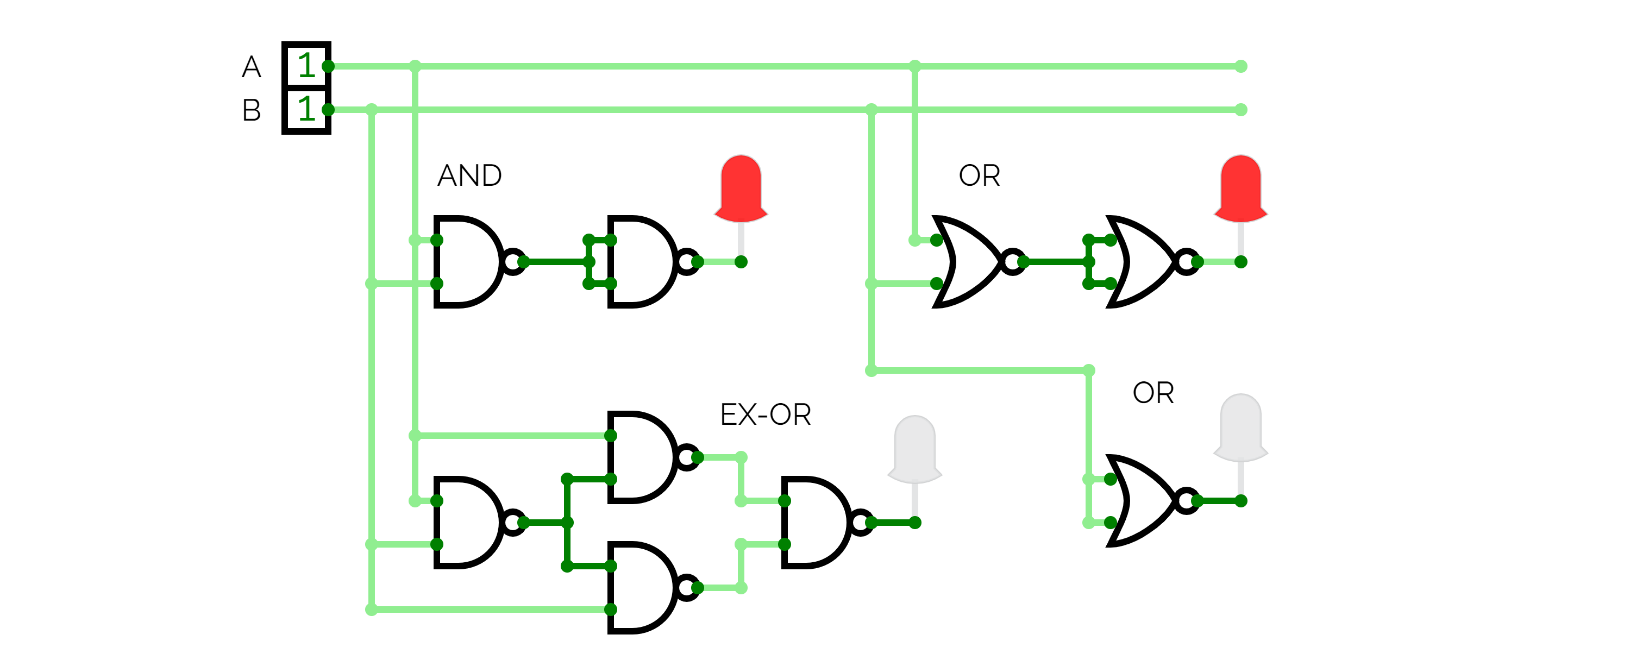 A 1
B 1
AND
OR
OR
EX-OR